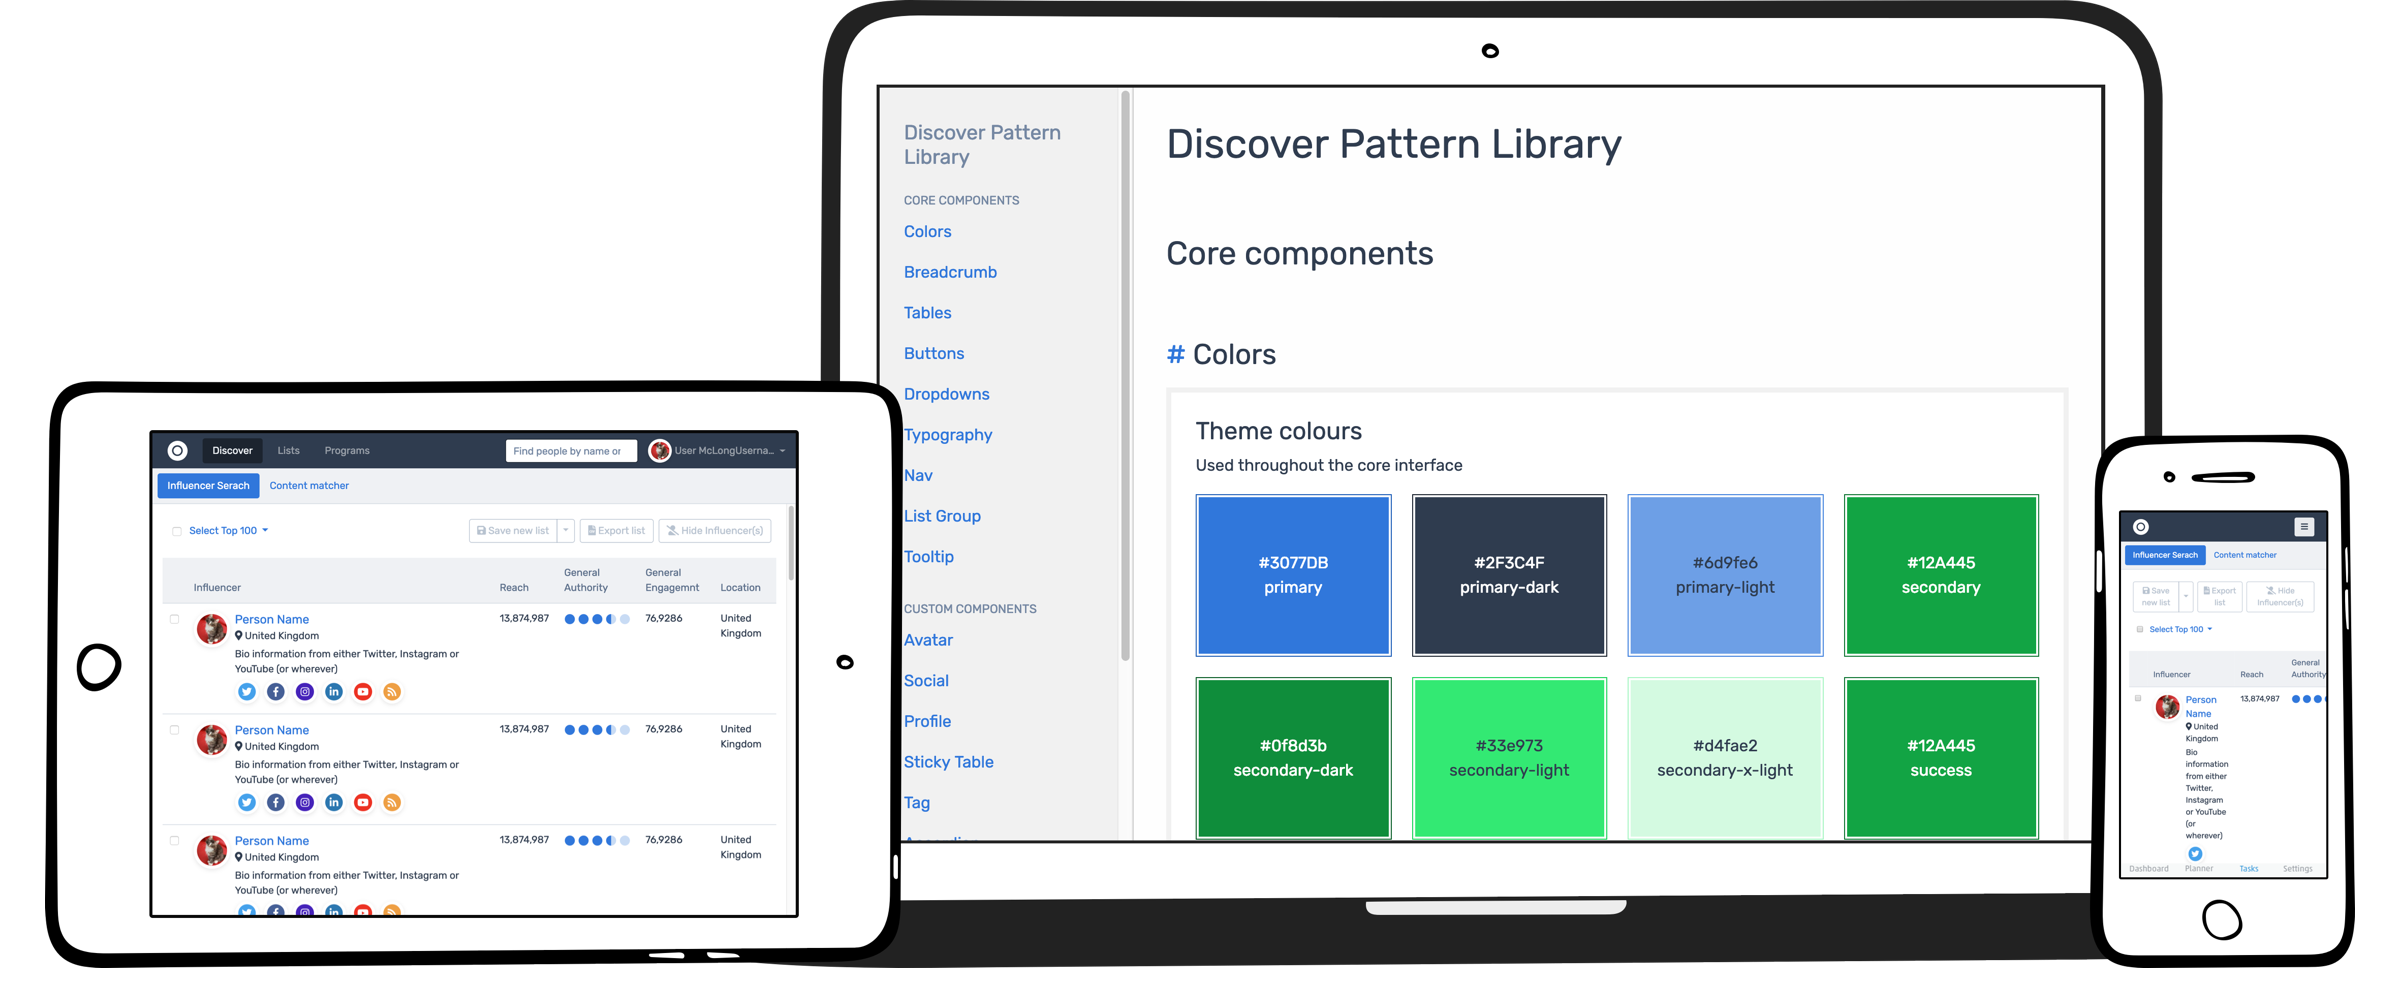 Discover Pattern
Library
CORE COMPONENTS
Colors
Breadcrumb
Tables
Buttons
Dropdowns
Typography
Nav
List Group
Tooltip
CUSTOM COMPONENTS
Avatar
Social
Profile
Sticky Table
Tag
Discover Pattern Library
Core components
# Colors
Theme colours
Used throughout the core interface
#3077DB
primary
#2F3C4F
primary-dark
#6d9fe6
primary-light
#12A445
secondary
#0f8d3b
secondary-dark
#33e973
secondary-light
#d4fae2
secondary-x-light
#12A445
success
Discover Lists Programs Find people by name or User McLongUserna...
Influencer Serach Content matcher
Select Top 100 Save new list Export list Hide Influencer(s)
Influencer Reach General Authority General Engagemnt Location
Person Name 13,874,987 76,9286 United Kingdom
United Kingdom
Bio information from either Twitter, Instagram or
YouTube (or wherever)
Person Name 13,874,987 76,9286 United Kingdom
United Kingdom
Bio information from either Twitter, Instagram or
YouTube (or wherever)
Person Name 13,874,987 76,9286 United Kingdom
United Kingdom
Bio information from either Twitter, Instagram or
YouTube (or wherever)
Influencer Serach Content matcher
Save new list Export list Hide Influencer(s)
Select Top 100
Influencer Reach General Authority
Person 13,874,987
Name
United
Kingdom
Bio
information
from either
Twitter,
Instagram
or YouTube
(or
wherever)
Dashboard Planner Tasks Settings